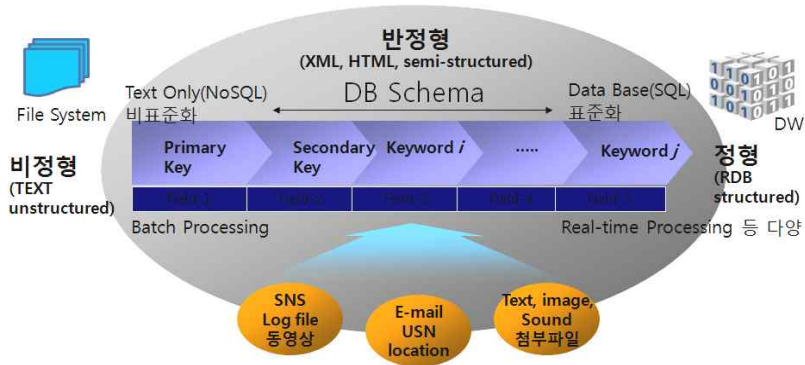 반정형
(XML, HTML, semi-structured)
Text Only(NoSQL)
비표준화
DB Schema
Data Base(SQL)
표준화
File System
DW
비정형
(TEXT
unstructured)
Primary
Key
Secondary
Key
Keyword i
.....
Keyword j
정형
(RDB
structured)
Batch Processing
Real-time Processing 등 다양
SNS
Log file
동영상
E-mail
USN
location
Text, image,
Sound
첨부파일